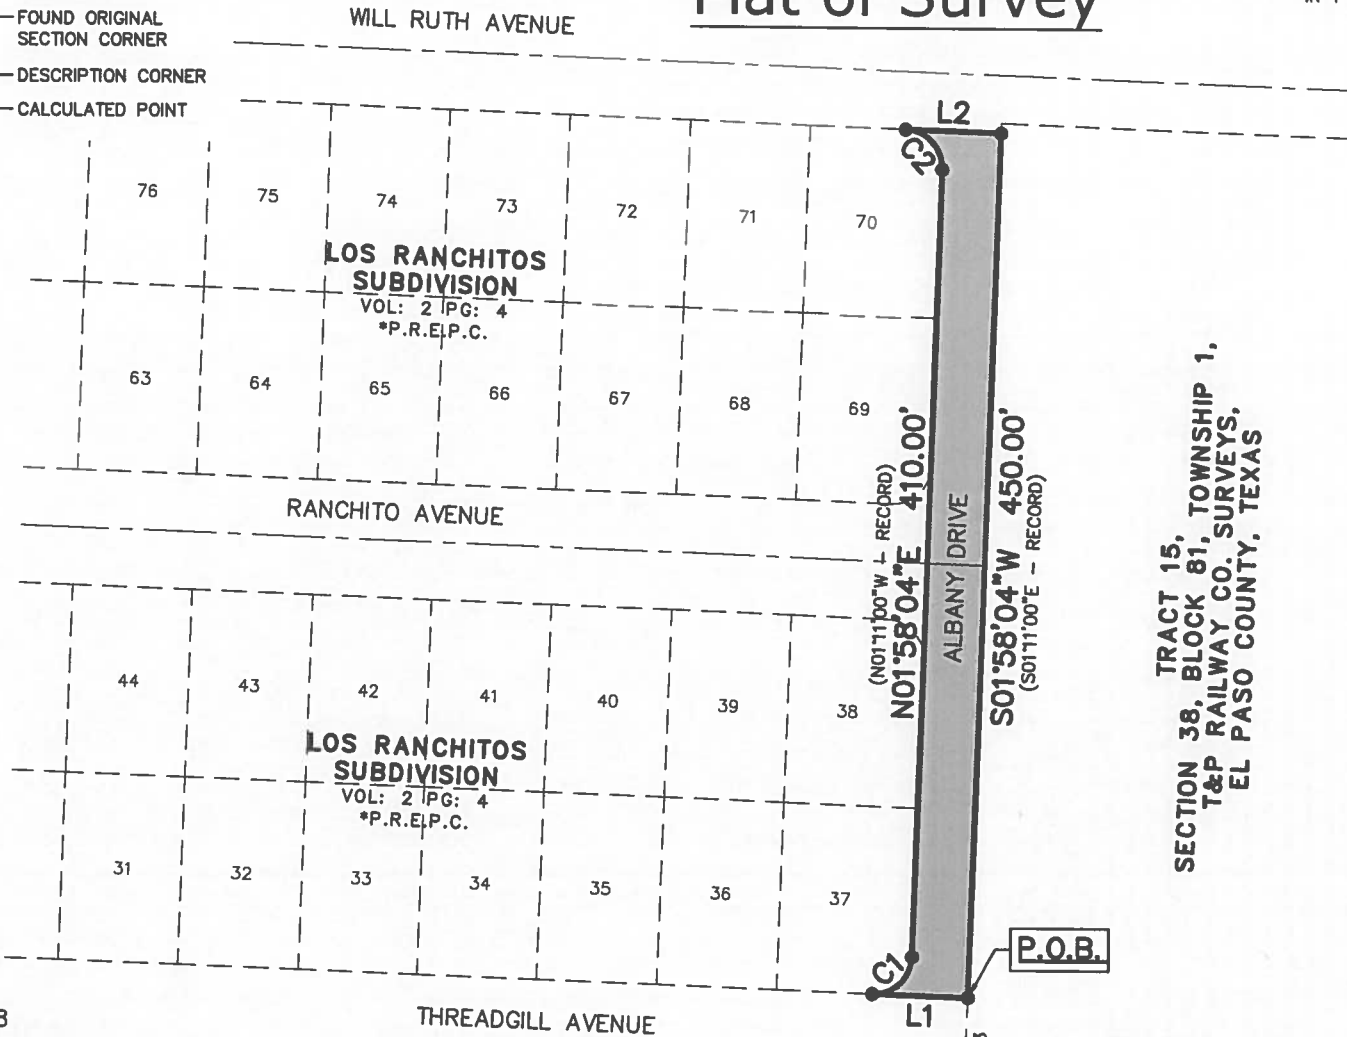 Plat of Survey
FOUND ORIGINAL
SECTION CORNER
DESCRIPTION CORNER
CALCULATED POINT
WILL RUTH AVENUE
L2
C2
76
75
74
73
72
71
70
LOS RANCHITOS
SUBDIVISION
VOL: 2 PG: 4
*P.R.E.P.C.
63
64
65
66
67
68
69
RANCHITO AVENUE
(N01°11'00"W - RECORD)
N01°58'04"E 410.00'
ALBANY DRIVE
S01°58'04"W 450.00'
(S01°11'00"E - RECORD)
TRACT 15,
SECTION 38, BLOCK 81, TOWNSHIP 1,
T&P RAILWAY CO. SURVEYS,
EL PASO COUNTY, TEXAS
44
43
42
41
40
39
38
LOS RANCHITOS
SUBDIVISION
VOL: 2 PG: 4
*P.R.E.P.C.
31
32
33
34
35
36
37
C1
P.O.B.
L1
THREADGILL AVENUE